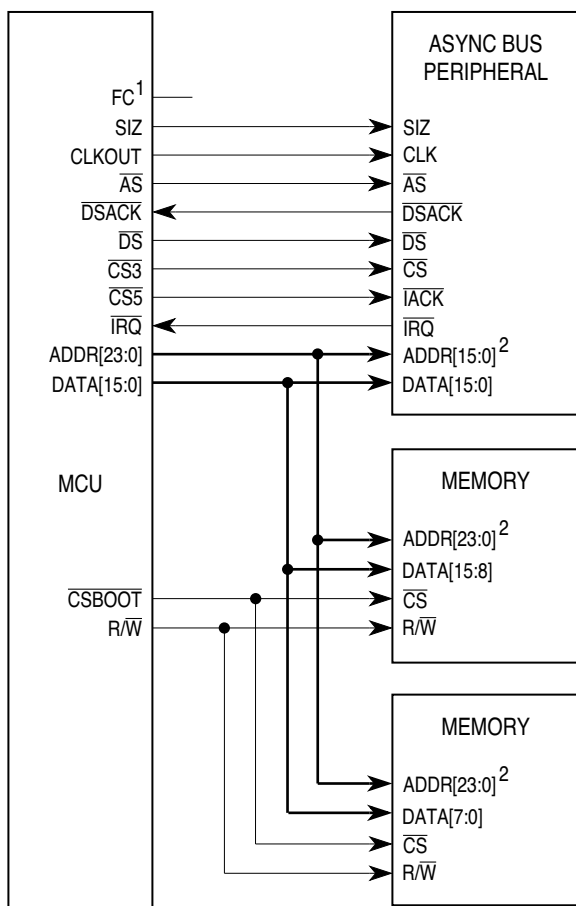 FC1
SIZ
CLKOUT
AS
DSACK
DS
CS3
CS5
IRQ
ADDR[23:0]
DATA[15:0]
MCU
CSBOOT
R/W
ASYNC BUS
PERIPHERAL
SIZ
CLK
AS
DSACK
DS
CS
IACK
IRQ
ADDR[15:0]2
DATA[15:0]
MEMORY
ADDR[23:0]2
DATA[15:8]
CS
R/W
MEMORY
ADDR[23:0]2
DATA[7:0]
CS
R/W